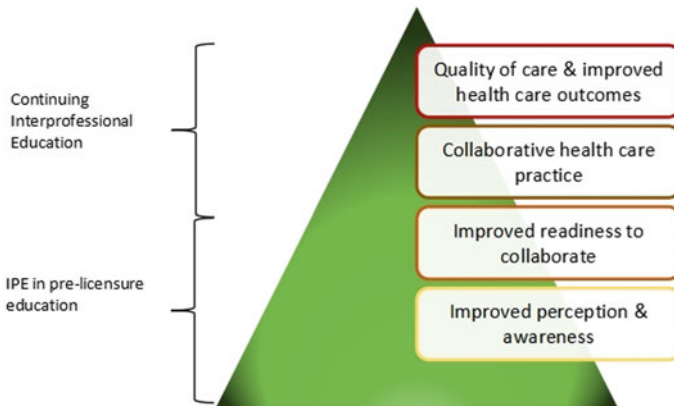 Continuing
Interprofessional
Education
IPE in pre-licensure
education
Quality of care & improved
health care outcomes
Collaborative health care
practice
Improved readiness to
collaborate
Improved perception &
awareness